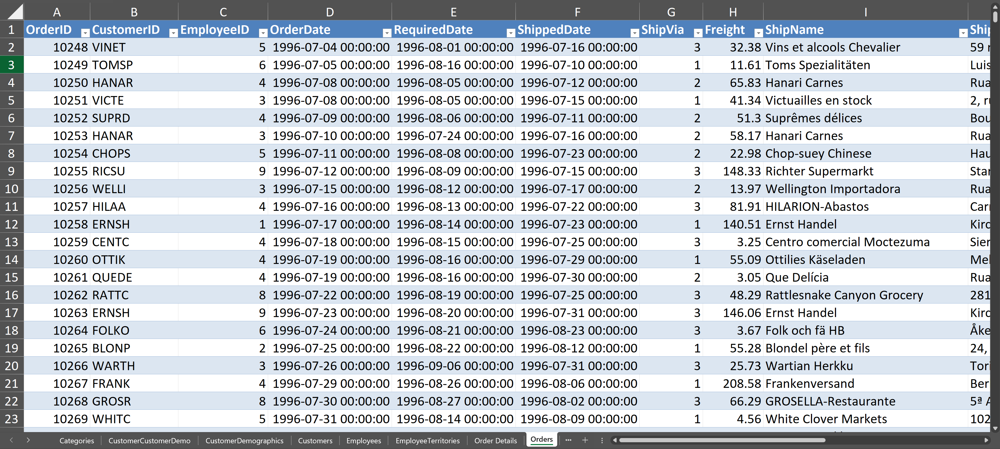 A B C D E F G H I
1 OrderID CustomerID EmployeeID OrderDate RequiredDate ShippedDate ShipVia Freight ShipName Ship
2 10248 VINET 5 1996-07-04 00:00:00 1996-08-01 00:00:00 1996-07-16 00:00:00 3 32.38 Vins et alcools Chevalier 59 r
3 10249 TOMSP 6 1996-07-05 00:00:00 1996-08-16 00:00:00 1996-07-10 00:00:00 1 11.61 Toms Spezialitäten Luis
4 10250 HANAR 4 1996-07-08 00:00:00 1996-08-05 00:00:00 1996-07-12 00:00:00 2 65.83 Hanari Carnes Rua
5 10251 VICTE 3 1996-07-08 00:00:00 1996-08-05 00:00:00 1996-07-15 00:00:00 1 41.34 Victuailles en stock 2, ru
6 10252 SUPRD 4 1996-07-09 00:00:00 1996-08-06 00:00:00 1996-07-11 00:00:00 2 51.3 Suprêmes délices Bou
7 10253 HANAR 3 1996-07-10 00:00:00 1996-07-24 00:00:00 1996-07-16 00:00:00 2 58.17 Hanari Carnes Rua
8 10254 CHOPS 5 1996-07-11 00:00:00 1996-08-08 00:00:00 1996-07-23 00:00:00 2 22.98 Chop-suey Chinese Hau
9 10255 RICSU 9 1996-07-12 00:00:00 1996-08-09 00:00:00 1996-07-15 00:00:00 3 148.33 Richter Supermarkt Star
10 10256 WELLI 3 1996-07-15 00:00:00 1996-08-12 00:00:00 1996-07-17 00:00:00 2 13.97 Wellington Importadora Rua
11 10257 HILAA 4 1996-07-16 00:00:00 1996-08-13 00:00:00 1996-07-22 00:00:00 3 81.91 HILARION-Abastos Carr
12 10258 ERNSH 1 1996-07-17 00:00:00 1996-08-14 00:00:00 1996-07-23 00:00:00 1 140.51 Ernst Handel Kirc
13 10259 CENTC 4 1996-07-18 00:00:00 1996-08-15 00:00:00 1996-07-25 00:00:00 3 3.25 Centro comercial Moctezuma Sier
14 10260 OTTIK 4 1996-07-19 00:00:00 1996-08-16 00:00:00 1996-07-29 00:00:00 1 55.09 Ottilies Käseladen Meh
15 10261 QUEDE 4 1996-07-19 00:00:00 1996-08-16 00:00:00 1996-07-30 00:00:00 2 3.05 Que Delícia Rua
16 10262 RATTC 8 1996-07-22 00:00:00 1996-08-19 00:00:00 1996-07-25 00:00:00 3 48.29 Rattlesnake Canyon Grocery 281
17 10263 ERNSH 9 1996-07-23 00:00:00 1996-08-20 00:00:00 1996-07-31 00:00:00 3 146.06 Ernst Handel Kirc
18 10264 FOLKO 6 1996-07-24 00:00:00 1996-08-21 00:00:00 1996-08-23 00:00:00 3 3.67 Folk och fä HB Åke
19 10265 BLONP 2 1996-07-25 00:00:00 1996-08-22 00:00:00 1996-08-12 00:00:00 1 55.28 Blondel père et fils 24,
20 10266 WARTH 3 1996-07-26 00:00:00 1996-09-06 00:00:00 1996-07-31 00:00:00 3 25.73 Wartian Herkku Tori
21 10267 FRANK 4 1996-07-29 00:00:00 1996-08-26 00:00:00 1996-08-06 00:00:00 1 208.58 Frankenversand Ber
22 10268 GROSR 8 1996-07-30 00:00:00 1996-08-27 00:00:00 1996-08-02 00:00:00 3 66.29 GROSELLA-Restaurante 5ª A
23 10269 WHITC 5 1996-07-31 00:00:00 1996-08-14 00:00:00 1996-08-09 00:00:00 1 4.56 White Clover Markets 102
Categories CustomerCustomerDemo CustomerDemographics Customers Employees EmployeeTerritories Order Details Orders